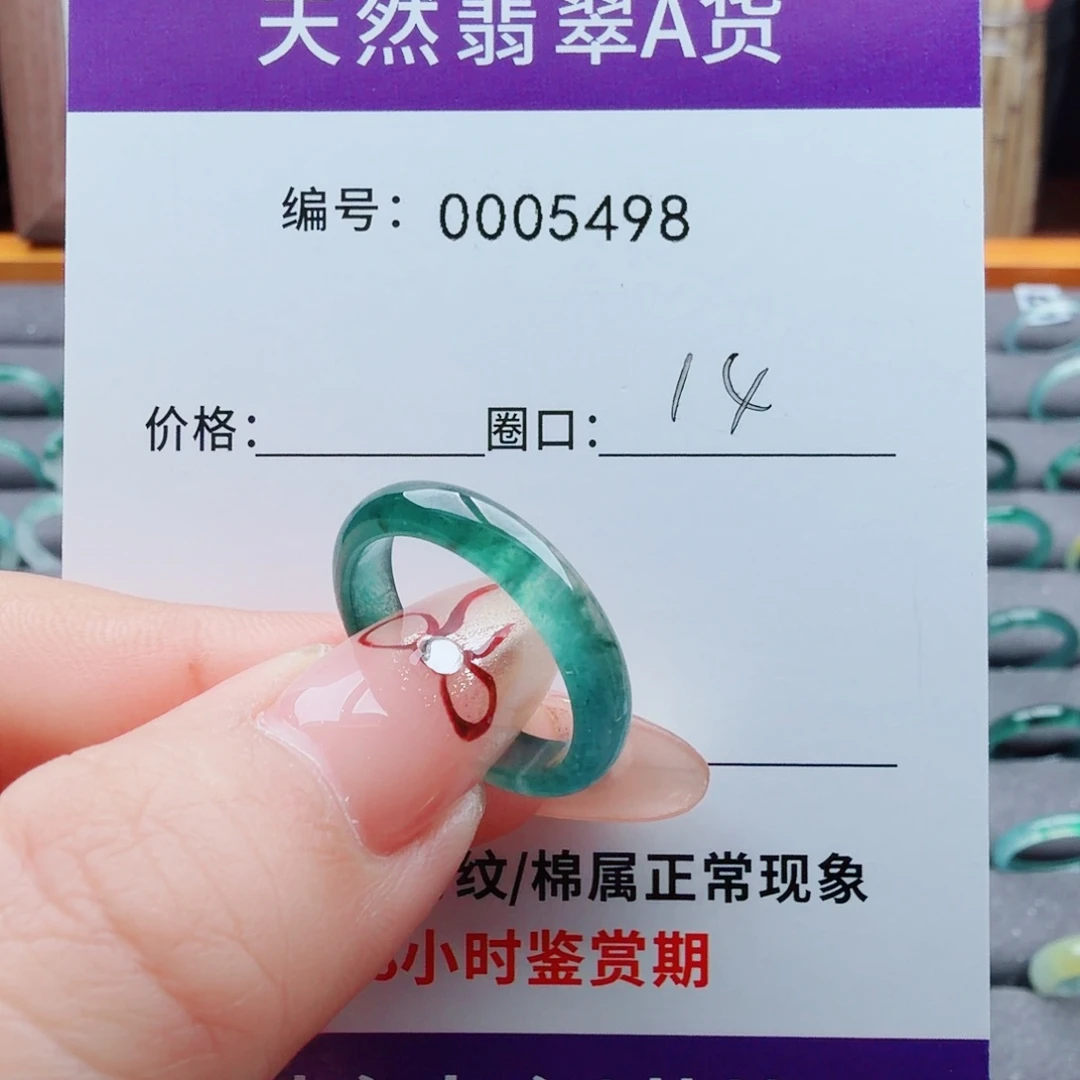 天然翡翠A货
编号：0005498
价格：
圈口：14
纹/棉属正常现象
小时鉴赏期